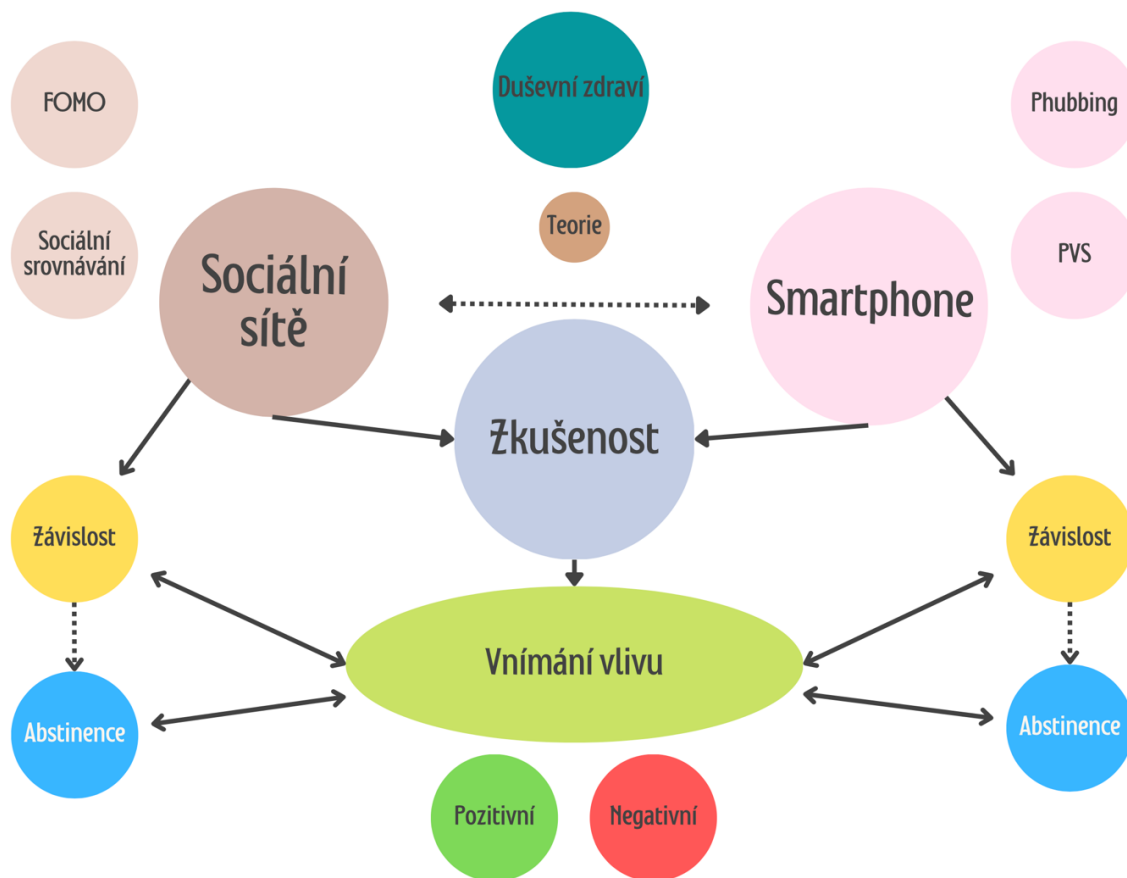 Duševní zdraví
FOMO
Phubbing
Teorie
Sociální
srovnávání
PVS
Sociální
sítě
Smartphone
Zkušenost
Závislost
Závislost
Vnímání vlivu
Abstinence
Abstinence
Pozitivní
Negativní